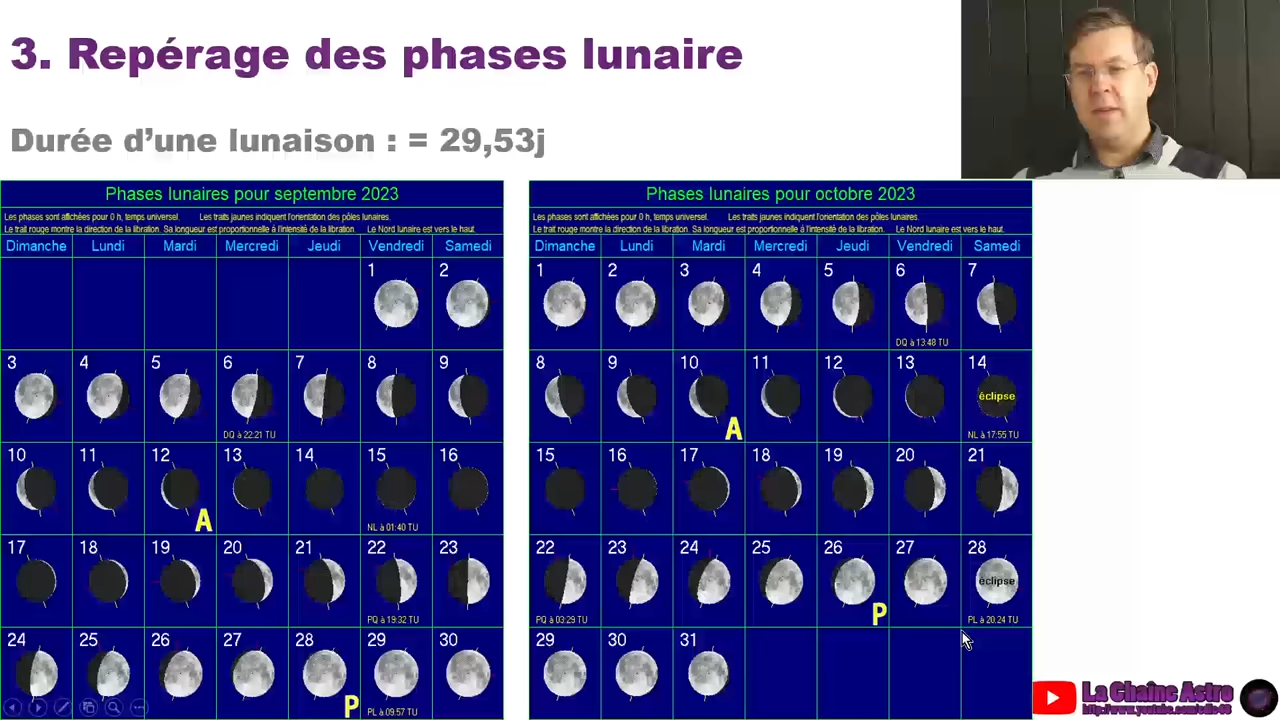 3. Repérage des phases lunaire
Durée d’une lunaison : = 29,53j
Phases lunaires pour septembre 2023
Les phases sont affichées pour 0 h, temps universel. Les traits jaunes indiquent l'orientation des pôles lunaires.
Le trait rouge montre la direction de la libration. Sa longueur est proportionnelle à l'intensité de la libration. Le Nord lunaire est vers le haut.
Dimanche Lundi Mardi Mercredi Jeudi Vendredi Samedi
1 2
3 4 5 6 7 8 9
DQ à 22:21 TU
10 11 12 13 14 15 16
A
NL à 01:40 TU
17 18 19 20 21 22 23
PQ à 19:32 TU
24 25 26 27 28 29 30
P
PL à 09:57 TU
Phases lunaires pour octobre 2023
Les phases sont affichées pour 0 h, temps universel. Les traits jaunes indiquent l'orientation des pôles lunaires.
Le trait rouge montre la direction de la libration. Sa longueur est proportionnelle à l'intensité de la libration. Le Nord lunaire est vers le haut.
Dimanche Lundi Mardi Mercredi Jeudi Vendredi Samedi
1 2 3 4 5 6 7
DQ à 13:48 TU
8 9 10 11 12 13 14
éclipse
A
NL à 17:55 TU
15 16 17 18 19 20 21
22 23 24 25 26 27 28
éclipse
P
PQ à 03:29 TU PL à 20:24 TU
29 30 31
La Chaîne Astro